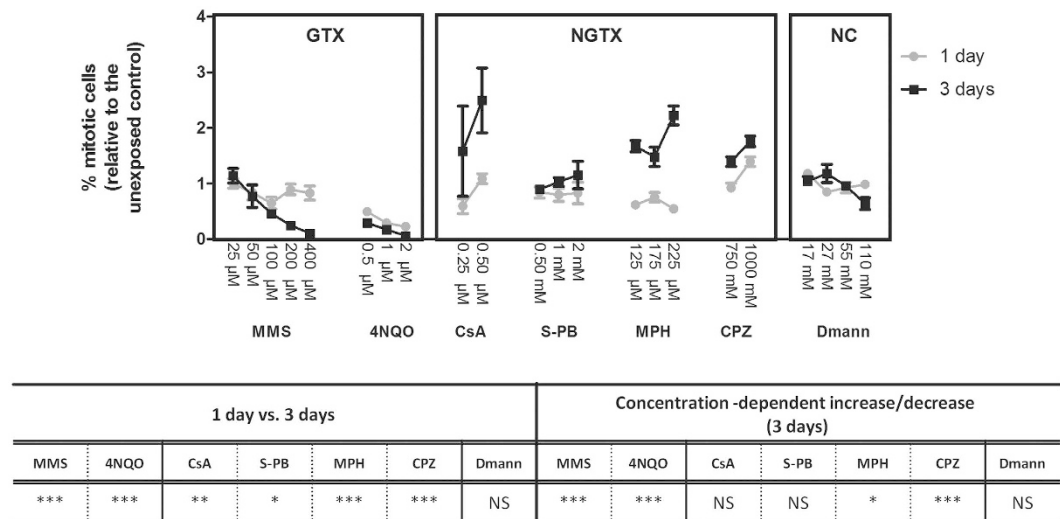 % mitotic cells
(relative to the
unexposed control)
4
3
2
1
0
GTX
NGTX
NC
1 day
3 days
25 µM
50 µM
100 µM
200 µM
400 µM
0.5 µM
1 µM
2 µM
0.25 µM
0.50 µM
0.50 mM
1 mM
2 mM
125 µM
175 µM
225 µM
750 mM
1000 mM
17 mM
27 mM
55 mM
110 mM
MMS 4NQO CsA S-PB MPH CPZ Dmann
1 day vs. 3 days
Concentration -dependent increase/decrease
(3 days)
MMS 4NQO CsA S-PB MPH CPZ Dmann MMS 4NQO CsA S-PB MPH CPZ Dmann
*** *** ** * *** *** NS *** *** NS NS * *** NS